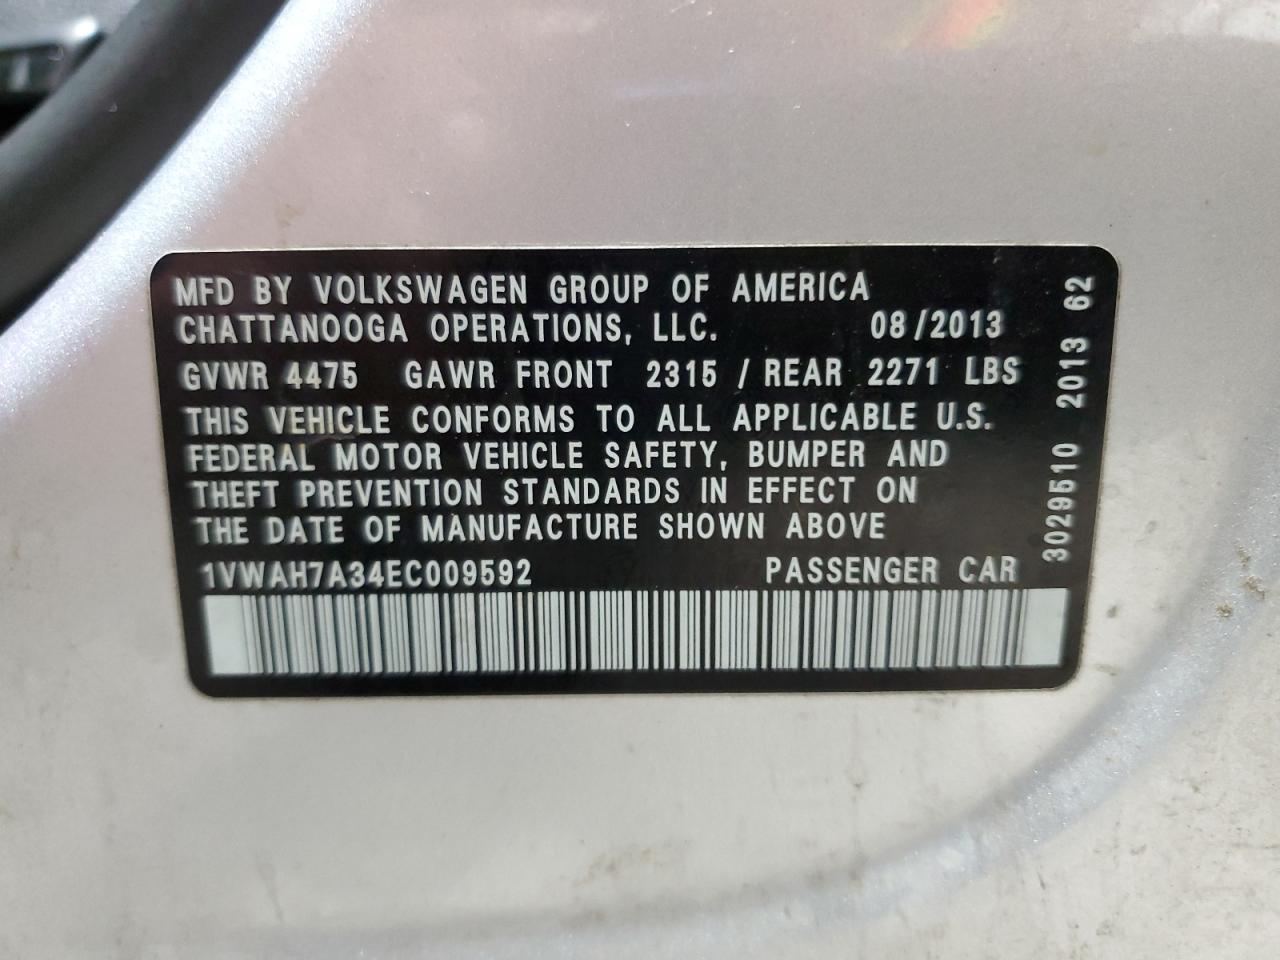 MFD BY VOLKSWAGEN GROUP OF AMERICA
CHATTANOOGA OPERATIONS, LLC. 08/2013
GVWR 4475 GAWR FRONT 2315 / REAR 2271 LBS
THIS VEHICLE CONFORMS TO ALL APPLICABLE U.S.
FEDERAL MOTOR VEHICLE SAFETY, BUMPER AND
THEFT PREVENTION STANDARDS IN EFFECT ON
THE DATE OF MANUFACTURE SHOWN ABOVE
1VWAH7A34EC009592 PASSENGER CAR
3029510 2013 62